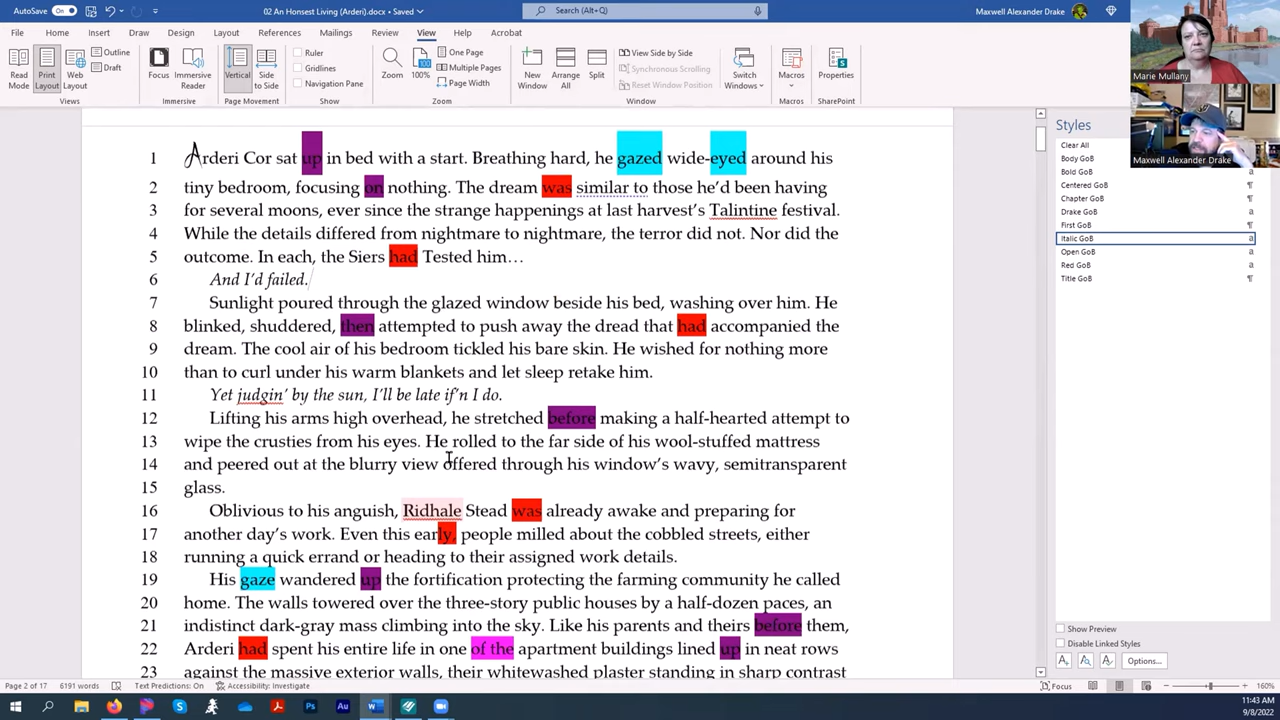 AutoSave On
02 An Honsest Living (Arderi).docx • Saved
Search (Alt+Q)
Maxwell Alexander Drake
File Home Insert Draw Design Layout References Mailings Review View Help Acrobat
Read Mode
Print Layout
Web Layout
Outline
Draft
Views
Focus
Immersive Reader
Immersive
Vertical
Side to Side
Page Movement
Ruler
Gridlines
Navigation Pane
Show
Zoom
100%
One Page
Multiple Pages
Page Width
Zoom
New Window
Arrange All
Split
View Side by Side
Synchronous Scrolling
Reset Window Position
Window
Switch Windows
Macros
Macros
Properties
SharePoint
Marie Mullany
Maxwell Alexander Drake
1 Arderi Cor sat up in bed with a start. Breathing hard, he gazed wide-eyed around his
2 tiny bedroom, focusing on nothing. The dream was similar to those he’d been having
3 for several moons, ever since the strange happenings at last harvest’s Talintine festival.
4 While the details differed from nightmare to nightmare, the terror did not. Nor did the
5 outcome. In each, the Siers had Tested him…
6 And I’d failed.
7 Sunlight poured through the glazed window beside his bed, washing over him. He
8 blinked, shuddered, then attempted to push away the dread that had accompanied the
9 dream. The cool air of his bedroom tickled his bare skin. He wished for nothing more
10 than to curl under his warm blankets and let sleep retake him.
11 Yet judgin’ by the sun, I’ll be late if’n I do.
12 Lifting his arms high overhead, he stretched before making a half-hearted attempt to
13 wipe the crusties from his eyes. He rolled to the far side of his wool-stuffed mattress
14 and peered out at the blurry view offered through his window’s wavy, semitransparent
15 glass.
16 Oblivious to his anguish, Ridhale Stead was already awake and preparing for
17 another day’s work. Even this early, people milled about the cobbled streets, either
18 running a quick errand or heading to their assigned work details.
19 His gaze wandered up the fortification protecting the farming community he called
20 home. The walls towered over the three-story public houses by a half-dozen paces, an
21 indistinct dark-gray mass climbing into the sky. Like his parents and theirs before them,
22 Arderi had spent his entire life in one of the apartment buildings lined up in neat rows
23 against the massive exterior walls, their whitewashed plaster standing in sharp contrast
Styles
Clear All
Body GoB
Bold GoB
Centered GoB
Chapter GoB
Drake GoB
First GoB
Italic GoB
Open GoB
Red GoB
Title GoB
Show Preview
Disable Linked Styles
Options...
Page 2 of 17 6191 words Text Predictions: On Accessibility: Investigate
Focus
160%
11:43 AM
9/8/2022